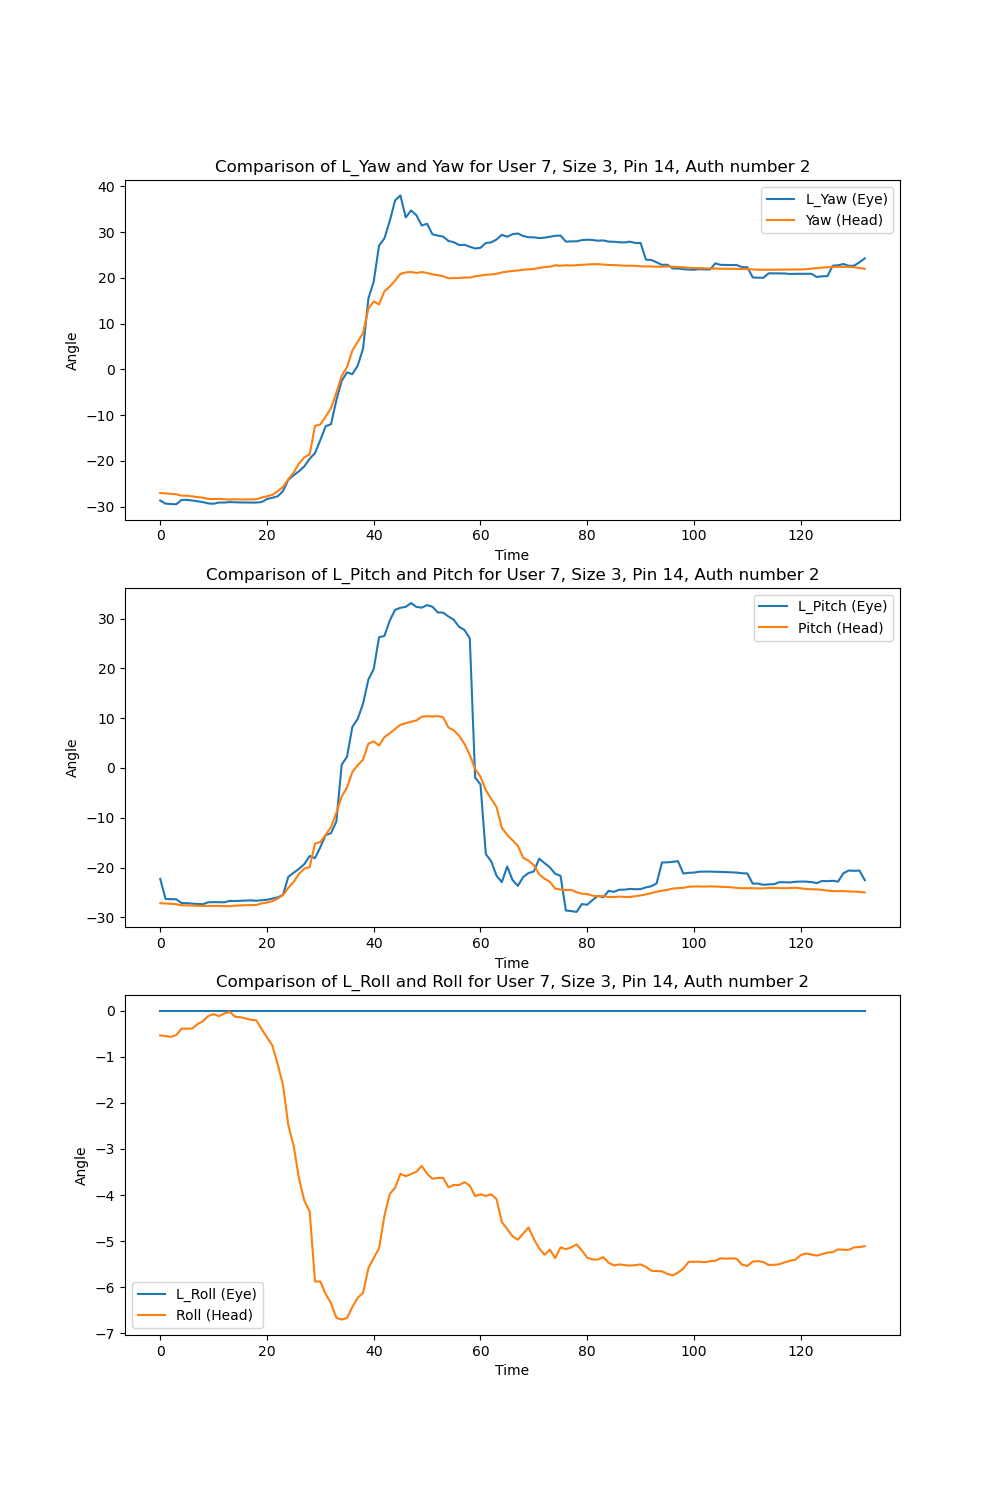 Comparison of L_Yaw and Yaw for User 7, Size 3, Pin 14, Auth number 2
40
30
20
10
0
−10
−20
−30
Angle
L_Yaw (Eye)
Yaw (Head)
0 20 40 60 80 100 120
Time
Comparison of L_Pitch and Pitch for User 7, Size 3, Pin 14, Auth number 2
30
20
10
0
−10
−20
−30
Angle
L_Pitch (Eye)
Pitch (Head)
0 20 40 60 80 100 120
Time
Comparison of L_Roll and Roll for User 7, Size 3, Pin 14, Auth number 2
0
−1
−2
−3
−4
−5
−6
−7
Angle
L_Roll (Eye)
Roll (Head)
0 20 40 60 80 100 120
Time